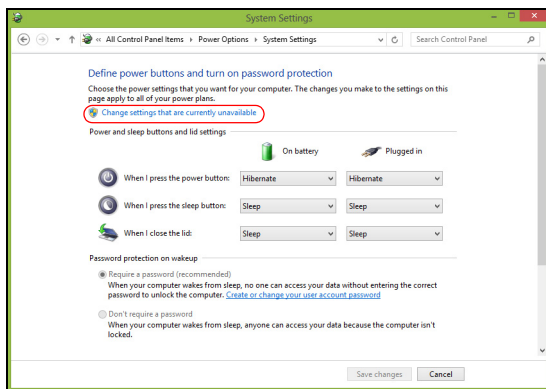 System Settings
« All Control Panel Items
Power Options
System Settings
Search Control Panel
Define power buttons and turn on password protection
Choose the power settings that you want for your computer. The changes you make to the settings on this
page apply to all of your power plans.
Change settings that are currently unavailable
Power and sleep buttons and lid settings
On battery
Plugged in
When I press the power button: Hibernate Hibernate
When I press the sleep button: Sleep Sleep
When I close the lid: Sleep Sleep
Password protection on wakeup
Require a password (recommended)
When your computer wakes from sleep, no one can access your data without entering the correct
password to unlock the computer. Create or change your user account password
Don't require a password
When your computer wakes from sleep, anyone can access your data because the computer isn't
locked.
Save changes Cancel